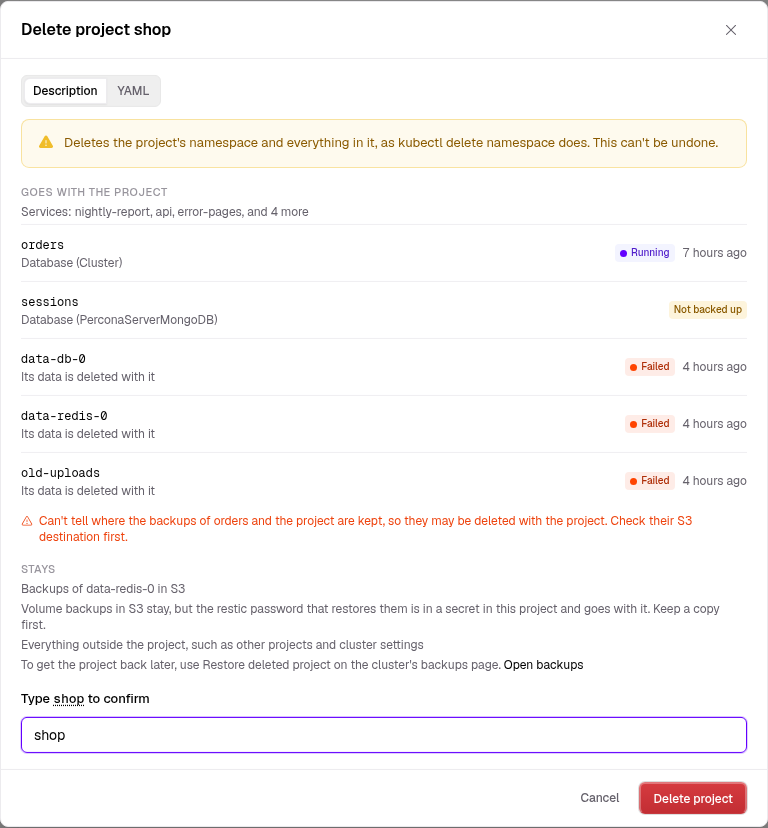 Delete project shop
Description YAML
Deletes the project's namespace and everything in it, as kubectl delete namespace does. This can't be undone.
GOES WITH THE PROJECT
Services: nightly-report, api, error-pages, and 4 more
orders
Database (Cluster)
Running 7 hours ago
sessions
Database (PerconaServerMongoDB)
Not backed up
data-db-0
Its data is deleted with it
Failed 4 hours ago
data-redis-0
Its data is deleted with it
Failed 4 hours ago
old-uploads
Its data is deleted with it
Failed 4 hours ago
Can't tell where the backups of orders and the project are kept, so they may be deleted with the project. Check their S3
destination first.
STAYS
Backups of data-redis-0 in S3
Volume backups in S3 stay, but the restic password that restores them is in a secret in this project and goes with it. Keep a copy
first.
Everything outside the project, such as other projects and cluster settings
To get the project back later, use Restore deleted project on the cluster's backups page. Open backups
Type shop to confirm
shop
Cancel Delete project